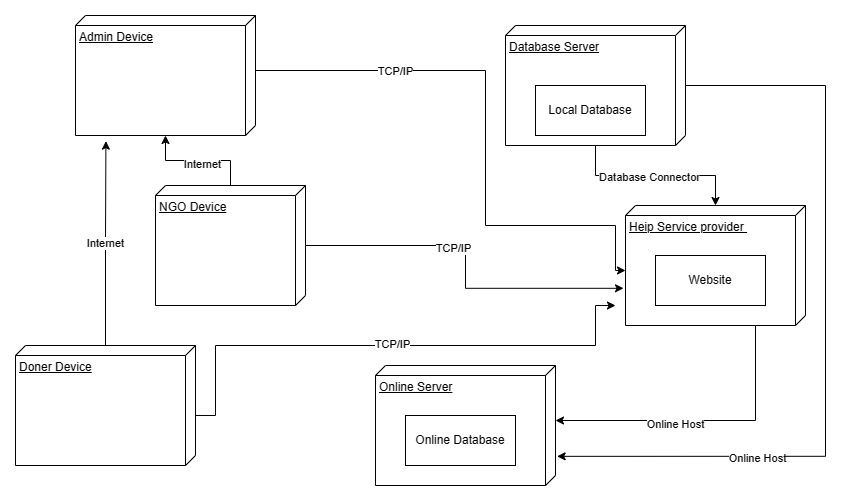 Admin Device
Database Server
TCP/IP
Local Database
Internet
Database Connector
NGO Device
Help Service provider
Internet
TCP/IP
Website
TCP/IP
Doner Device
Online Server
Online Host
Online Database
Online Host